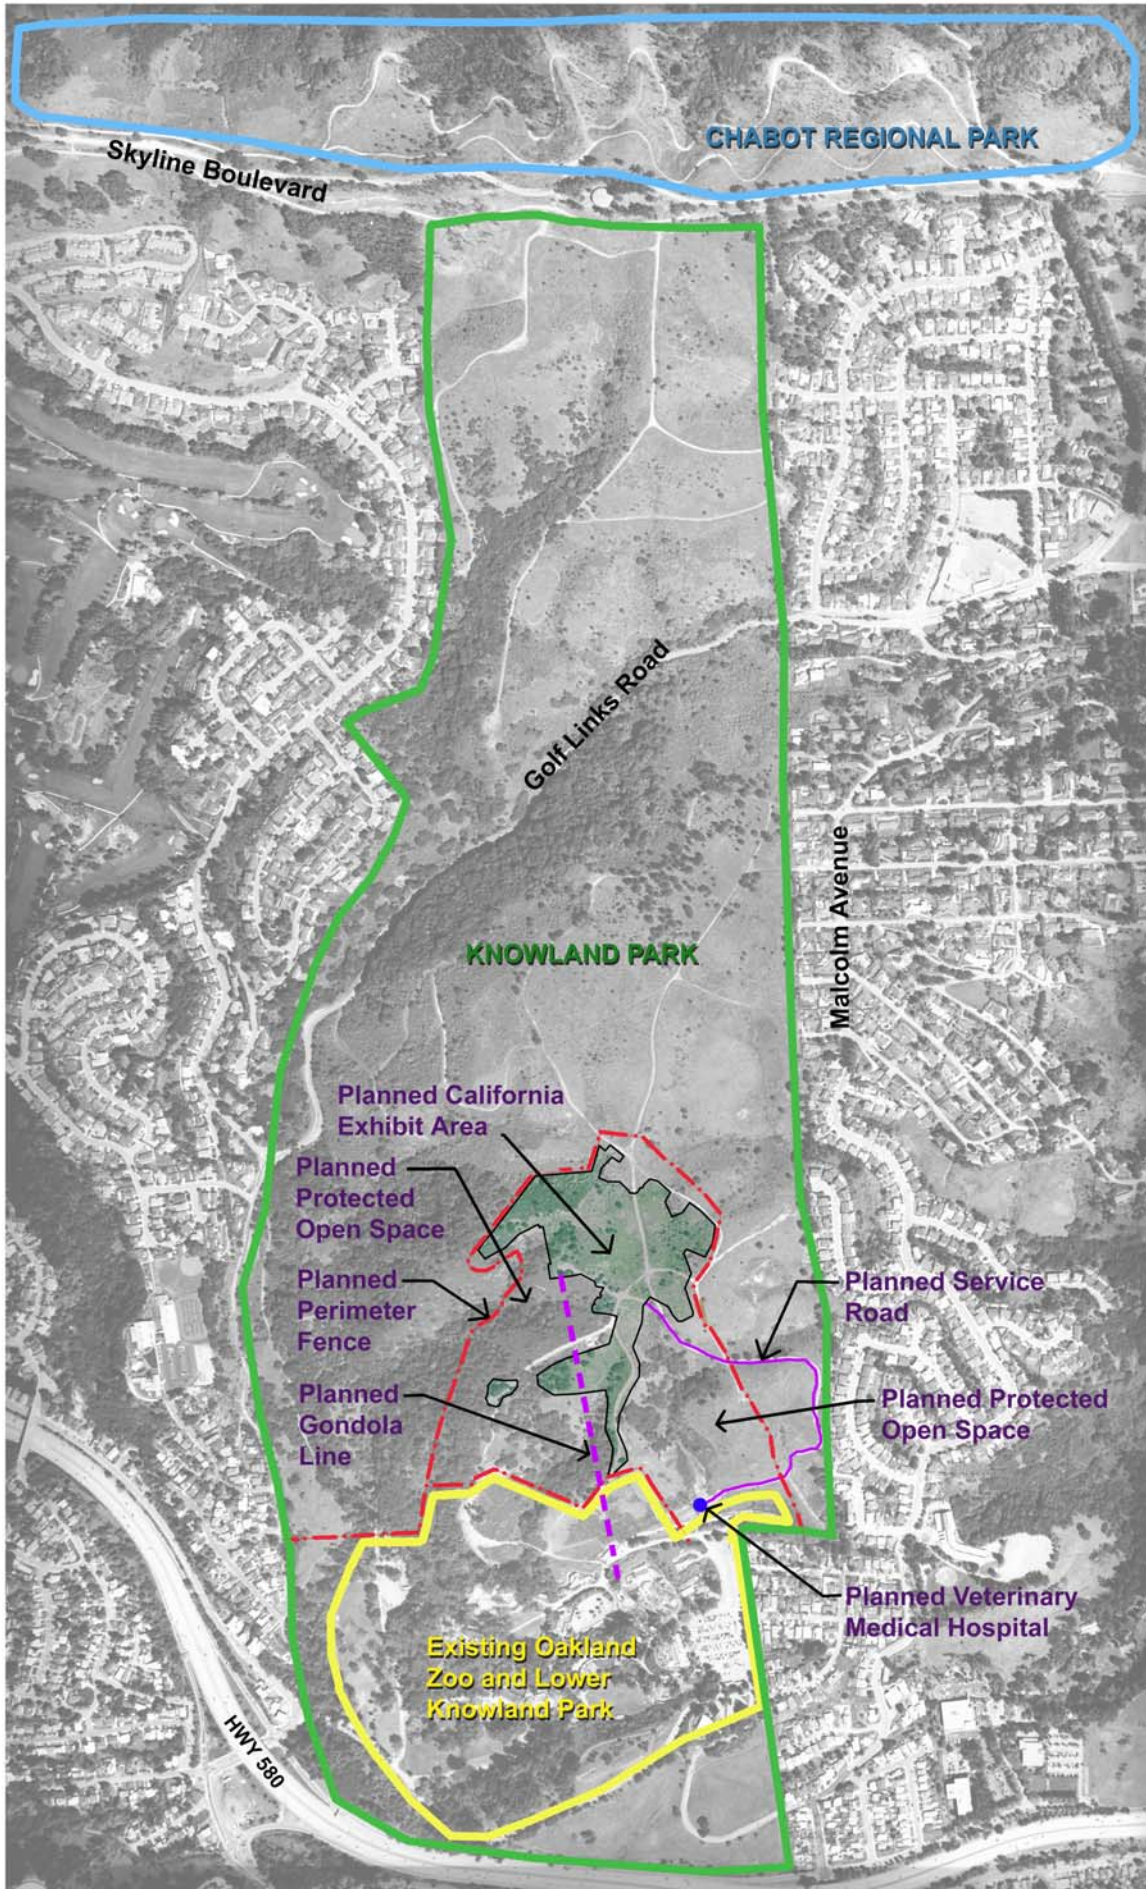 CHABOT REGIONAL PARK
Skyline Boulevard
Golf Links Road
Malcolm Avenue
KNOWLAND PARK
Planned California
Exhibit Area
Planned
Protected
Open Space
Planned
Perimeter
Fence
Planned Service
Road
Planned
Gondola
Line
Planned Protected
Open Space
Planned Veterinary
Medical Hospital
Existing Oakland
Zoo and Lower
Knowland Park
HWY 580